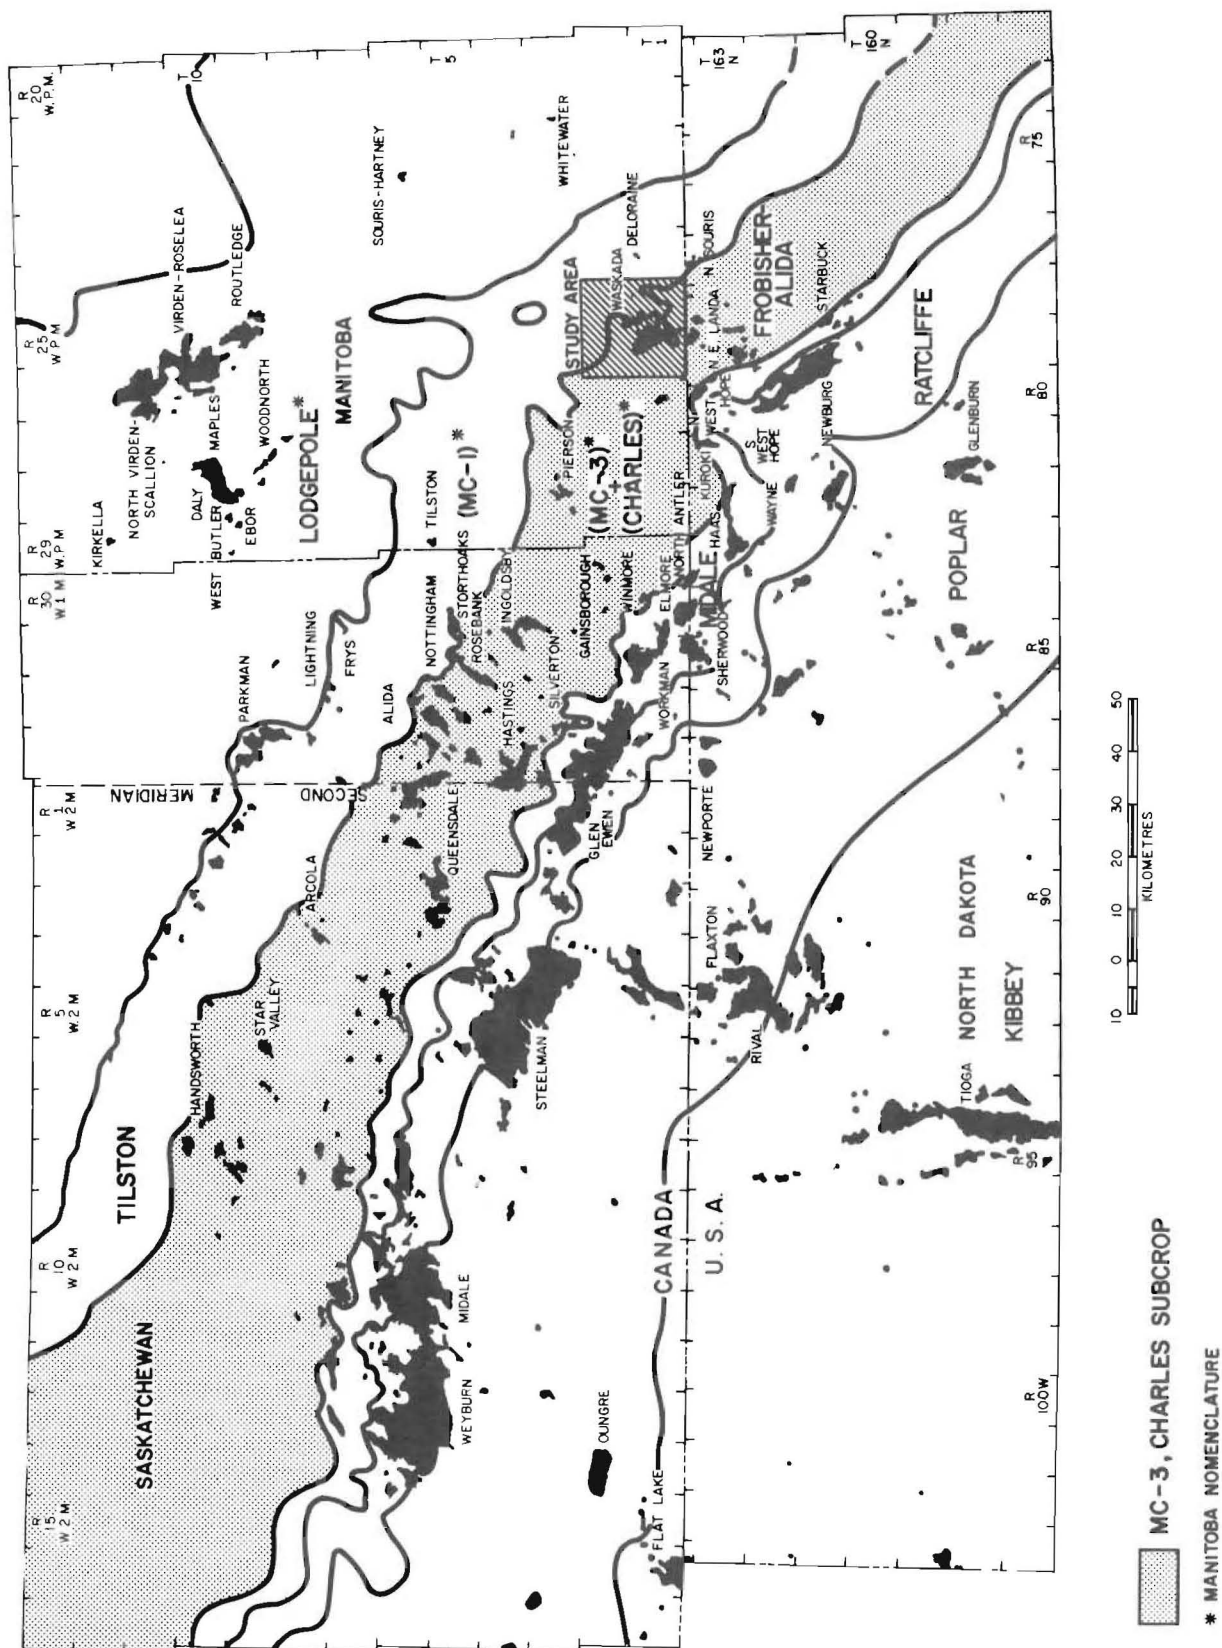 R
20
W.P.M.
R
25
W.P.M
R
29
W.P.M
R
30
W 1 M
R
1
W 2 M
R
5
W. 2 M
R
10
W 2 M
R
15
W 2 M
T
10
T
5
T
1
T
163
N
T
160
N
SOURIS-HARTNEY
WHITEWATER
VIRDEN-ROSELEA
ROUTLEDGE
NORTH VIRDEN-
SCALLION
KIRKELLA
DALY
MAPLES
WOODNORTH
WEST BUTLER
EBOR
LODGEPOLE*
MANITOBA
STUDY AREA
WASKADA
DELORAINE
TILSTON
(MC-1)*
PIERSON
(MC-3)*
+
(CHARLES)*
N. SOURIS
LANDA
N. E.
WEST
HOPE
FROBISHER-
ALIDA
STARBUCK
RATCLIFFE
NEWBURG
S
WEST
HOPE
WAYNE
KUROKI
HAAS
NORTH ANTLER
MIDALE
ELMORE
WINMORE
GAINSBOROUGH
SHERWOOD
WORKMAN
GLENBURN
POPLAR
PARKMAN
LIGHTNING
FRYS
ALIDA
NOTTINGHAM
STORTHOAKS
ROSEBANK
INGOLDSBY
HASTINGS
SILVERTON
SECOND
MERIDIAN
ARCOLA
QUEENSDALE
GLEN
EWEN
NEWPORTE
STAR
VALLEY
HANDSWORTH
STEELMAN
FLAXTON
RIVAL
NORTH DAKOTA
KIBBEY
TIOGA
TILSTON
SASKATCHEWAN
WEYBURN
MIDALE
CANADA
U. S. A.
OUNGRE
FLAT LAKE
R
75
R
80
R
85
R
90
R
95
R
100W
10 0 10 20 30 40 50
KILOMETRES
MC-3, CHARLES SUBCROP
* MANITOBA NOMENCLATURE